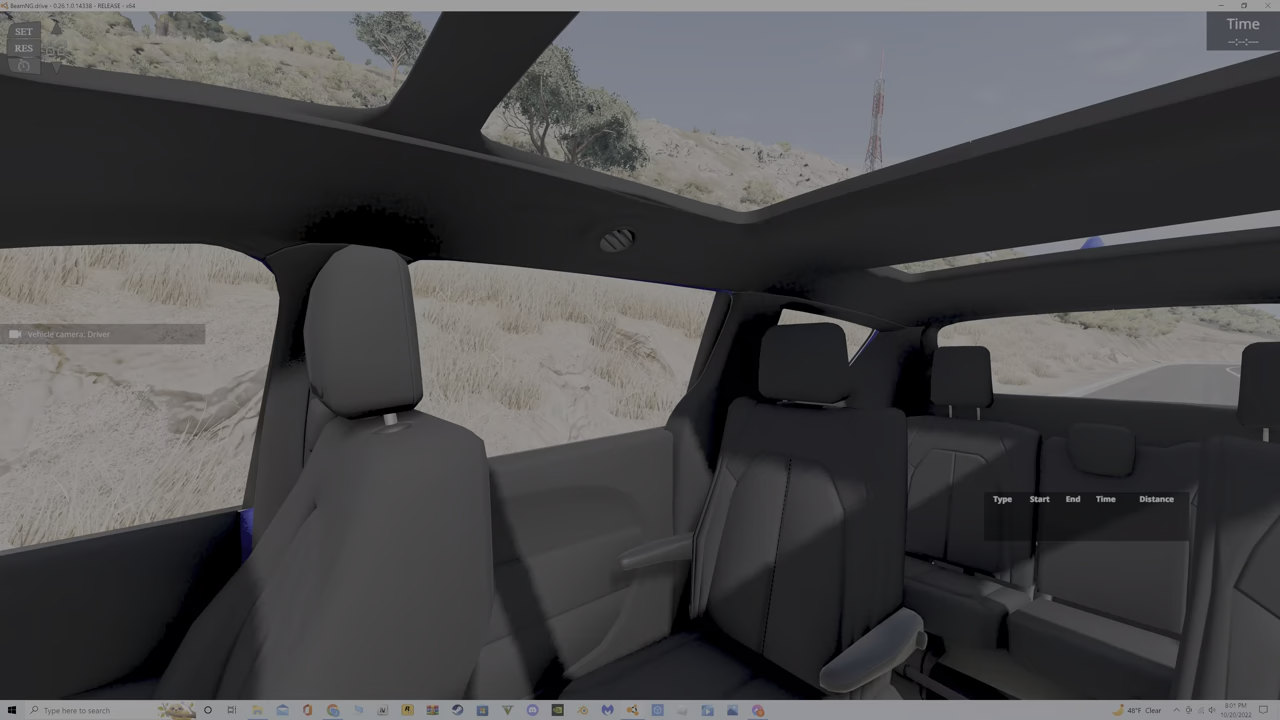 BeamNG.drive - 0.26.1.0.14338 - RELEASE - x64
SET
RES
Time
--:--:--
Vehicle camera: Driver
Type Start End Time Distance
Type here to search
48°F Clear
8:01 PM
10/20/2022